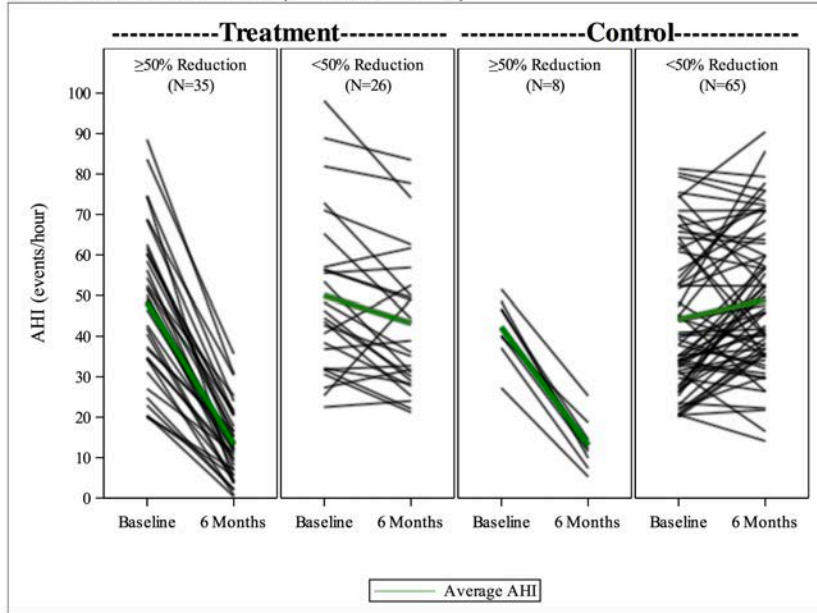 ------------Treatment------------ ------------Control------------
≥50% Reduction <50% Reduction ≥50% Reduction <50% Reduction
(N=35) (N=26) (N=8) (N=65)
100
90
80
70
60
50
40
30
20
10
0
AHI (events/hour)
Baseline 6 Months Baseline 6 Months Baseline 6 Months Baseline 6 Months
Average AHI